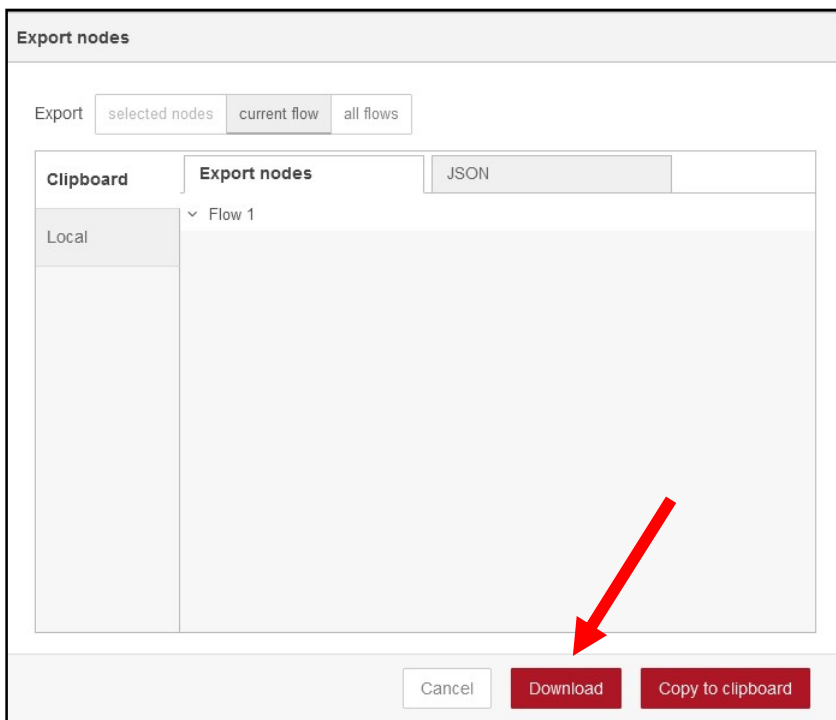 Export nodes
Export selected nodes current flow all flows
Clipboard Export nodes JSON
Flow 1
Local
Cancel Download Copy to clipboard